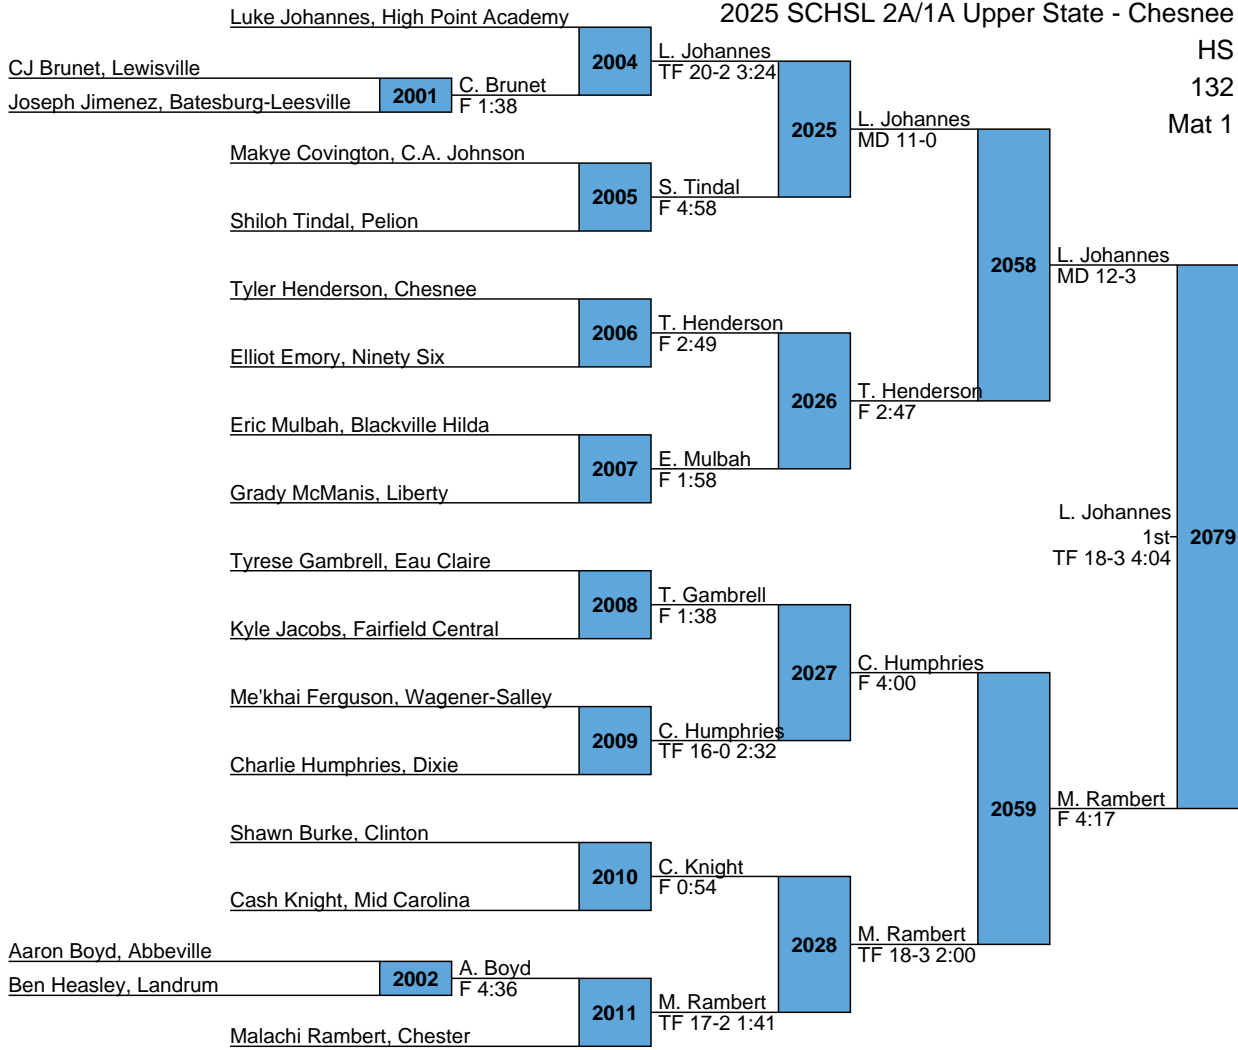 2025 SCHSL 2A/1A Upper State - Chesnee
HS
132
Mat 1
Luke Johannes, High Point Academy
CJ Brunet, Lewisville
Joseph Jimenez, Batesburg-Leesville
2001
C. Brunet
F 1:38
2004
L. Johannes
TF 20-2 3:24
Makye Covington, C.A. Johnson
Shiloh Tindal, Pelion
2005
S. Tindal
F 4:58
2025
L. Johannes
MD 11-0
Tyler Henderson, Chesnee
Elliot Emory, Ninety Six
2006
T. Henderson
F 2:49
Eric Mulbah, Blackville Hilda
Grady McManis, Liberty
2007
E. Mulbah
F 1:58
2026
T. Henderson
F 2:47
2058
L. Johannes
MD 12-3
Tyrese Gambrell, Eau Claire
Kyle Jacobs, Fairfield Central
2008
T. Gambrell
F 1:38
Me'khai Ferguson, Wagener-Salley
Charlie Humphries, Dixie
2009
C. Humphries
TF 16-0 2:32
2027
C. Humphries
F 4:00
Shawn Burke, Clinton
Cash Knight, Mid Carolina
2010
C. Knight
F 0:54
Aaron Boyd, Abbeville
Ben Heasley, Landrum
2002
A. Boyd
F 4:36
Malachi Rambert, Chester
2011
M. Rambert
TF 17-2 1:41
2028
M. Rambert
TF 18-3 2:00
2059
M. Rambert
F 4:17
L. Johannes
1st
TF 18-3 4:04
2079